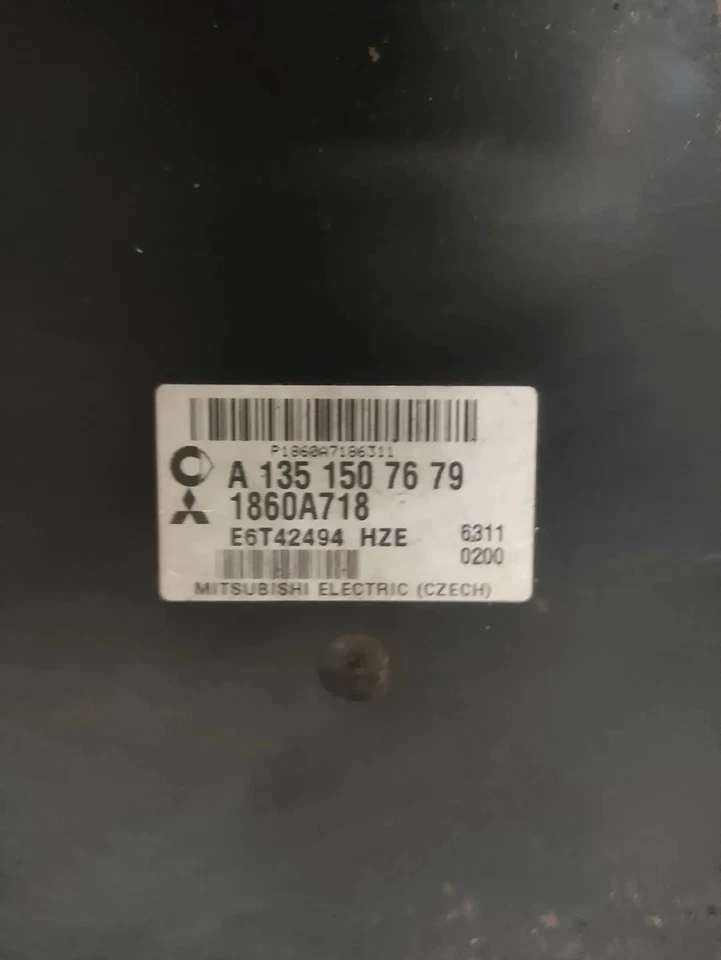 P1860A7186311
A 135 150 76 79
1860A718
E6T42494 HZE 6311
0200
MITSUBISHI ELECTRIC (CZECH)